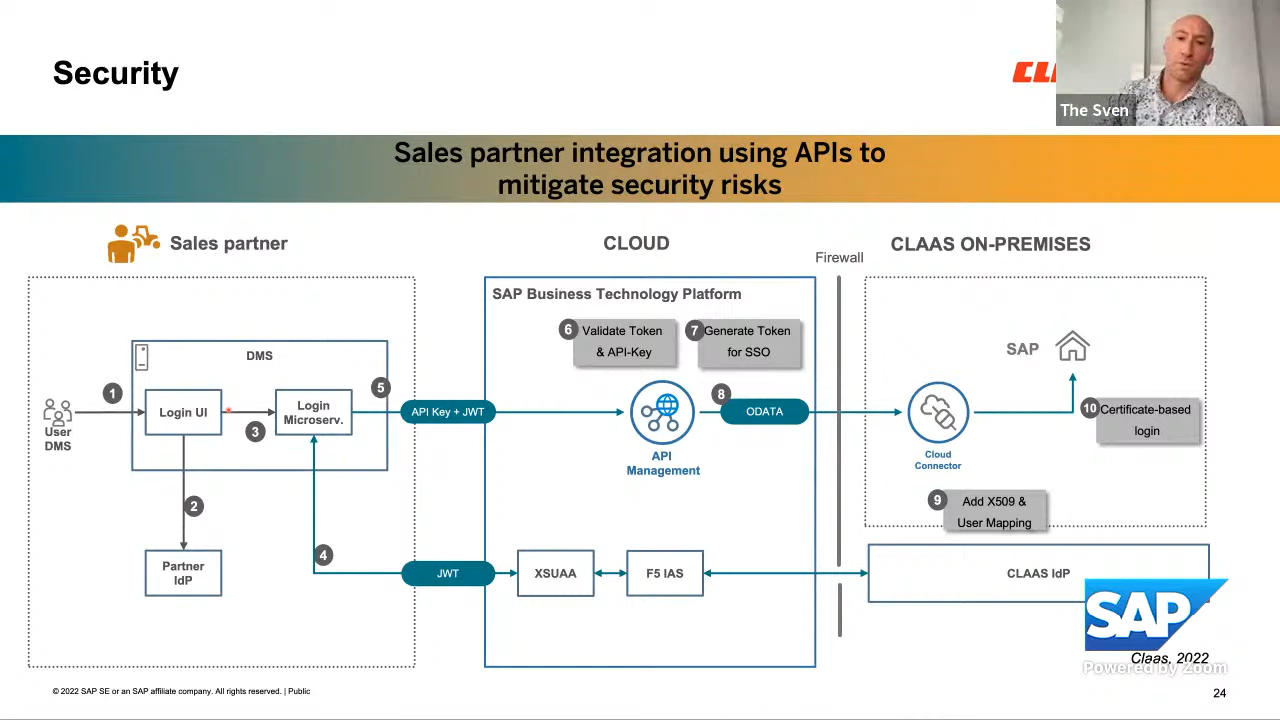 Security
The Sven
Sales partner integration using APIs to
mitigate security risks
Sales partner
CLOUD
CLAAS ON-PREMISES
Firewall
SAP Business Technology Platform
6
Validate Token
& API-Key
7
Generate Token
for SSO
DMS
SAP
1
User
DMS
Login UI
3
Login
Microserv.
5
API Key + JWT
API
Management
8
ODATA
Cloud
Connector
10
Certificate-based
login
9
Add X509 &
User Mapping
2
Partner
IdP
4
JWT
XSUAA
F5 IAS
CLAAS IdP
SAP
Claas, 2022
Powered by Zoom
© 2022 SAP SE or an SAP affiliate company. All rights reserved. | Public
24